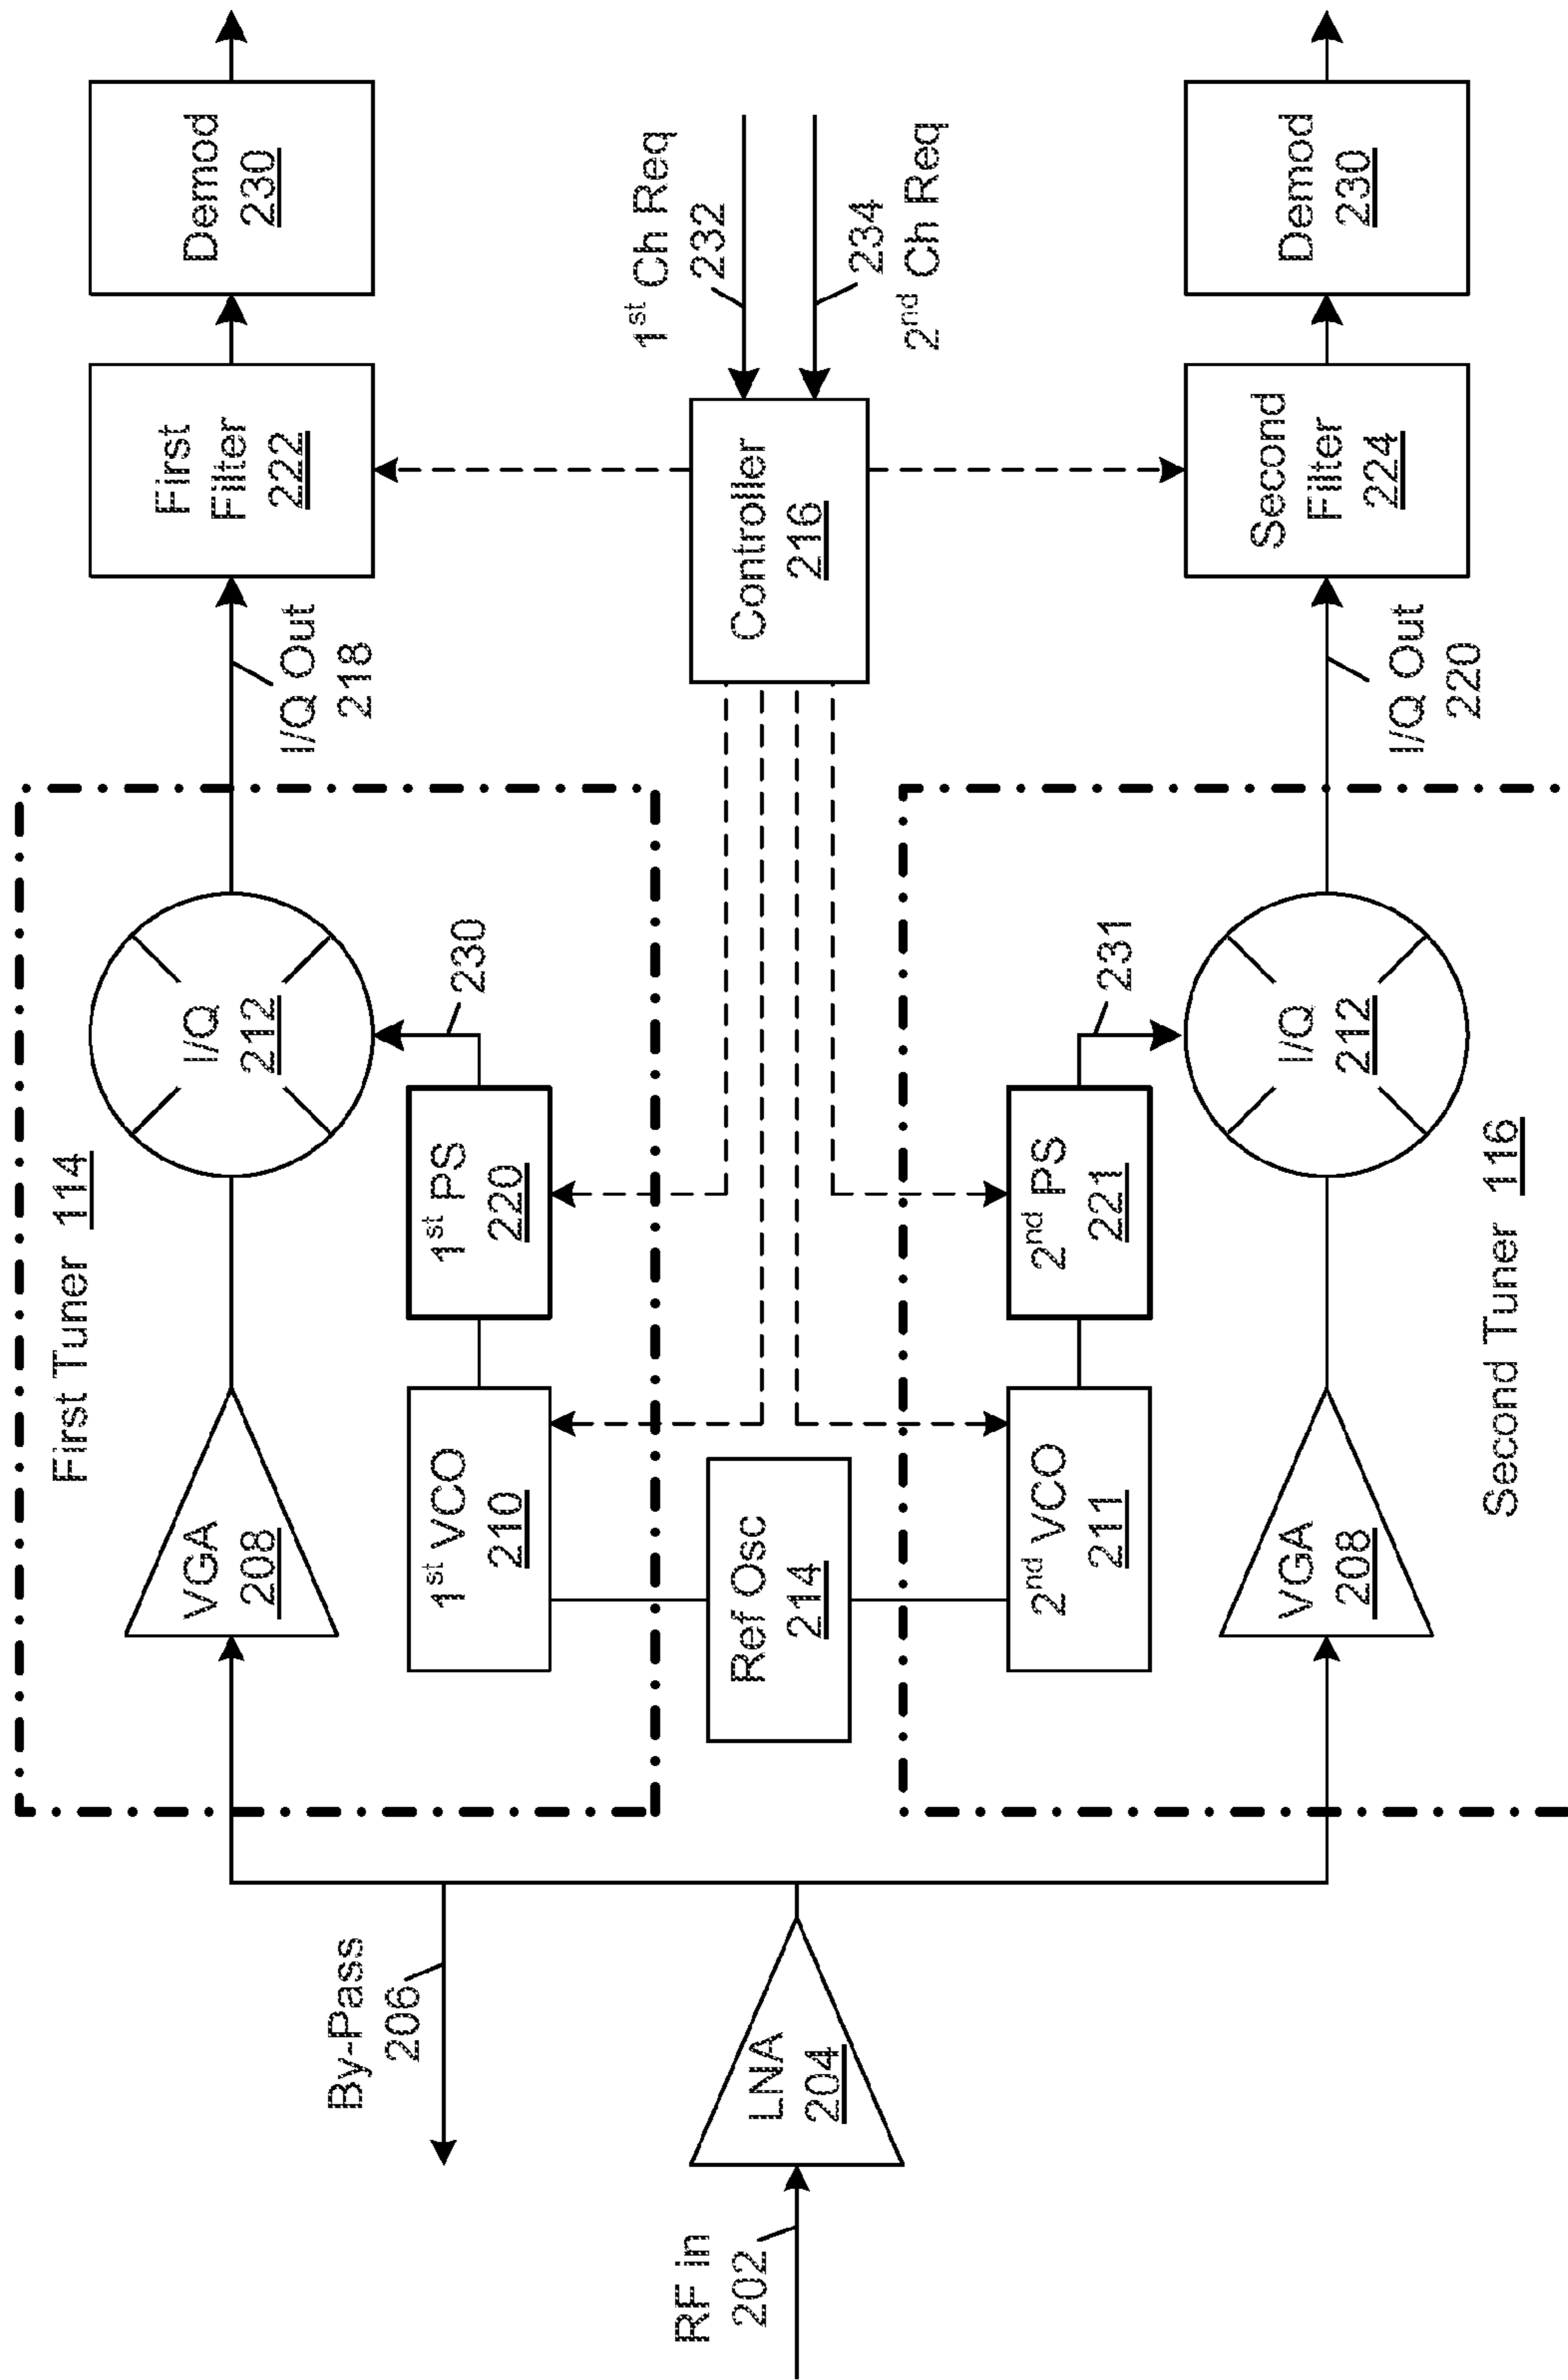 First Tuner 114
VGA
208
I/Q
212
I/Q Out
218
First
Filter
222
Demod
230
1st VCO
210
1st PS
220
230
By-Pass
206
RF in
202
LNA
204
Ref Osc
214
Controller
216
1st Ch Req
232
234
2nd Ch Req
2nd VCO
211
2nd PS
221
231
VGA
208
I/Q
212
I/Q Out
220
Second
Filter
224
Demod
230
Second Tuner 116